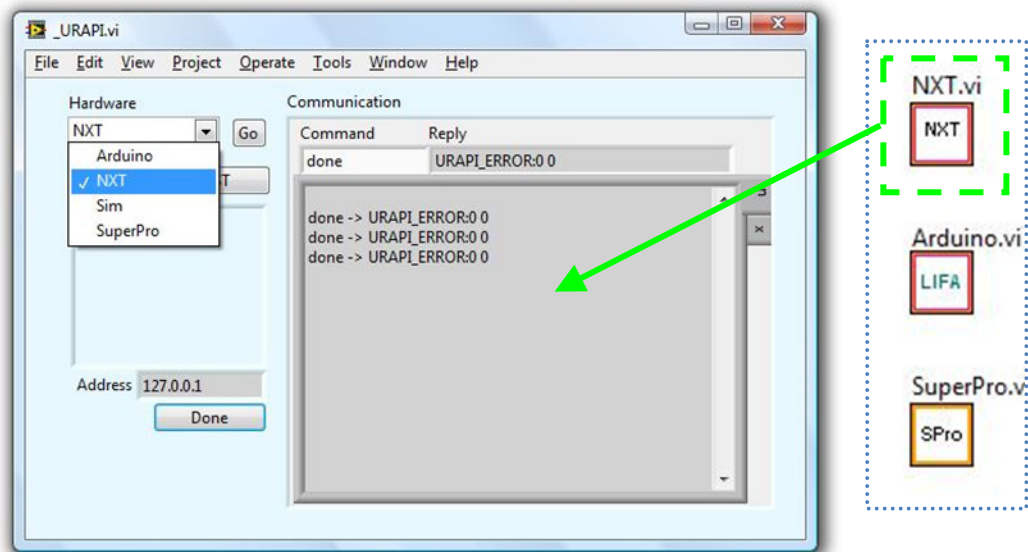 _URAPI.vi
File Edit View Project Operate Tools Window Help
Hardware
NXT
Go
Arduino
✓ NXT
Sim
SuperPro
T
Address 127.0.0.1
Done
Communication
Command Reply
done URAPI_ERROR:0 0
done -> URAPI_ERROR:0 0
done -> URAPI_ERROR:0 0
done -> URAPI_ERROR:0 0
NXT.vi
NXT
Arduino.vi
LIFA
SuperPro.v
SPro